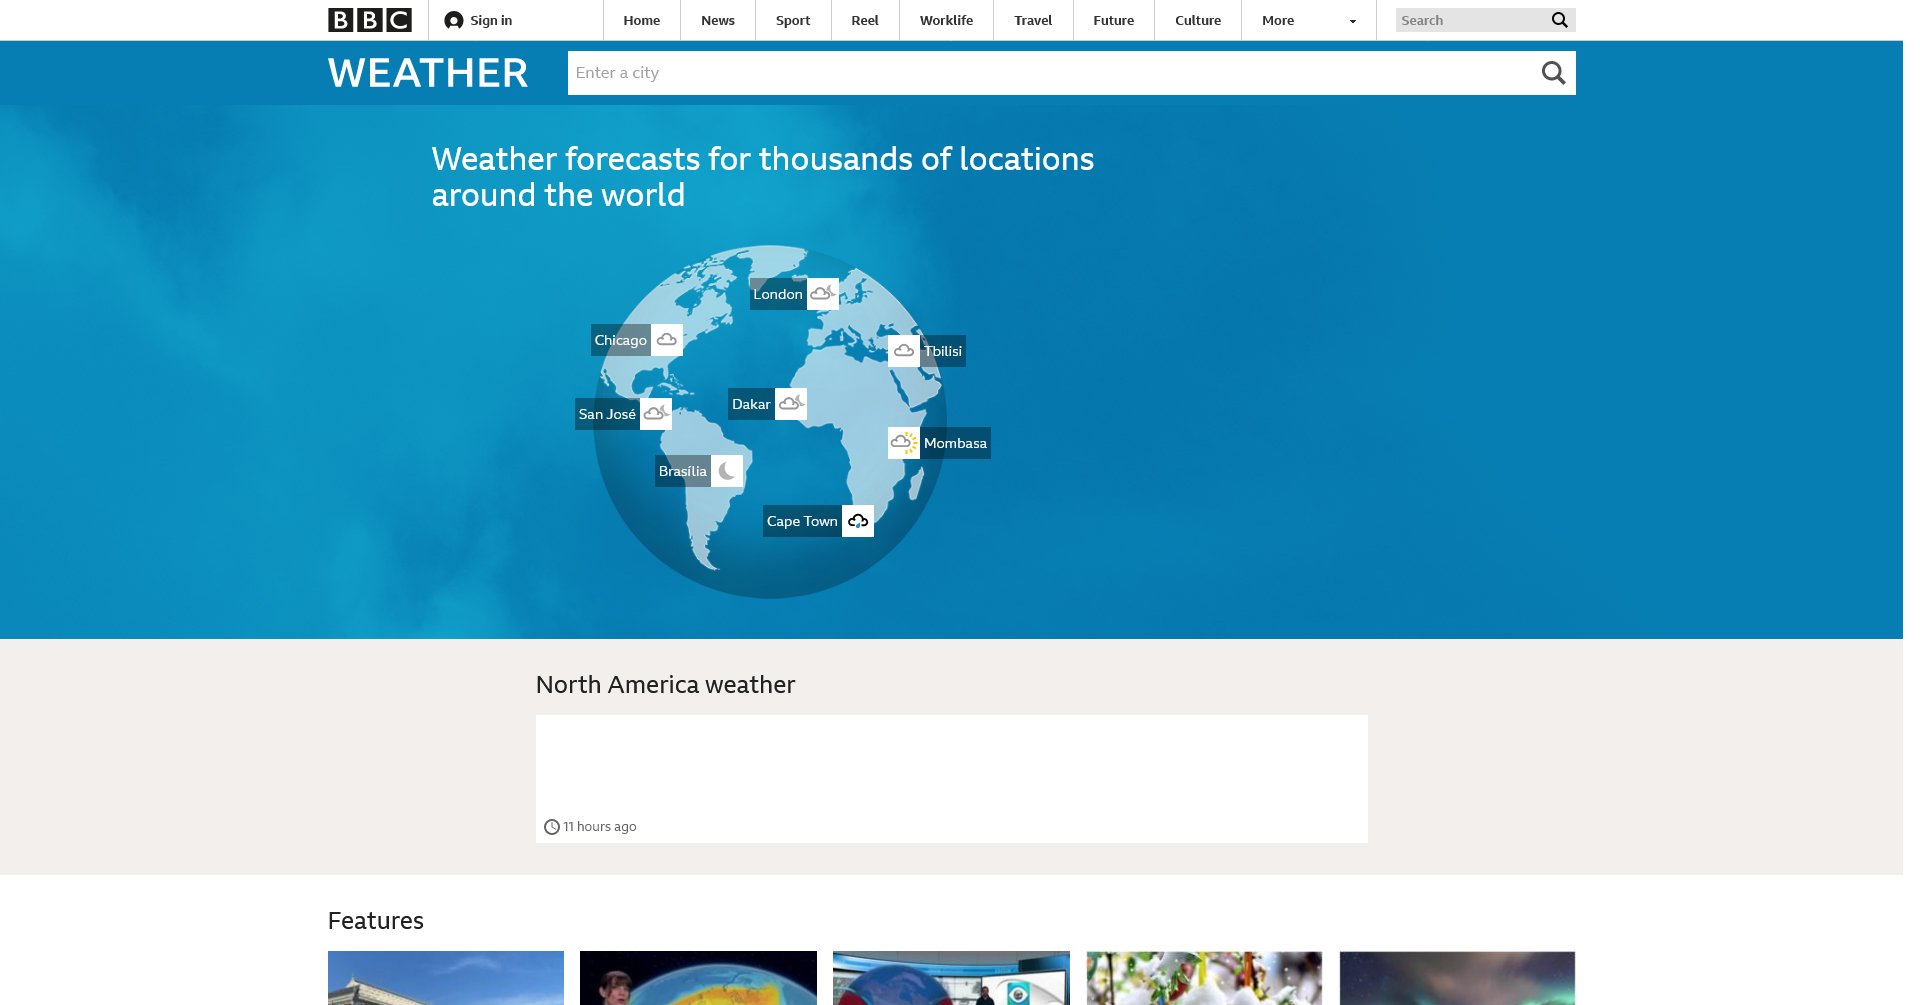 BBC
Sign in
Home
News
Sport
Reel
Worklife
Travel
Future
Culture
More
Search
WEATHER
Enter a city
Weather forecasts for thousands of locations
around the world
London
Chicago
Tbilisi
Dakar
San José
Mombasa
Brasília
Cape Town
North America weather
11 hours ago
Features